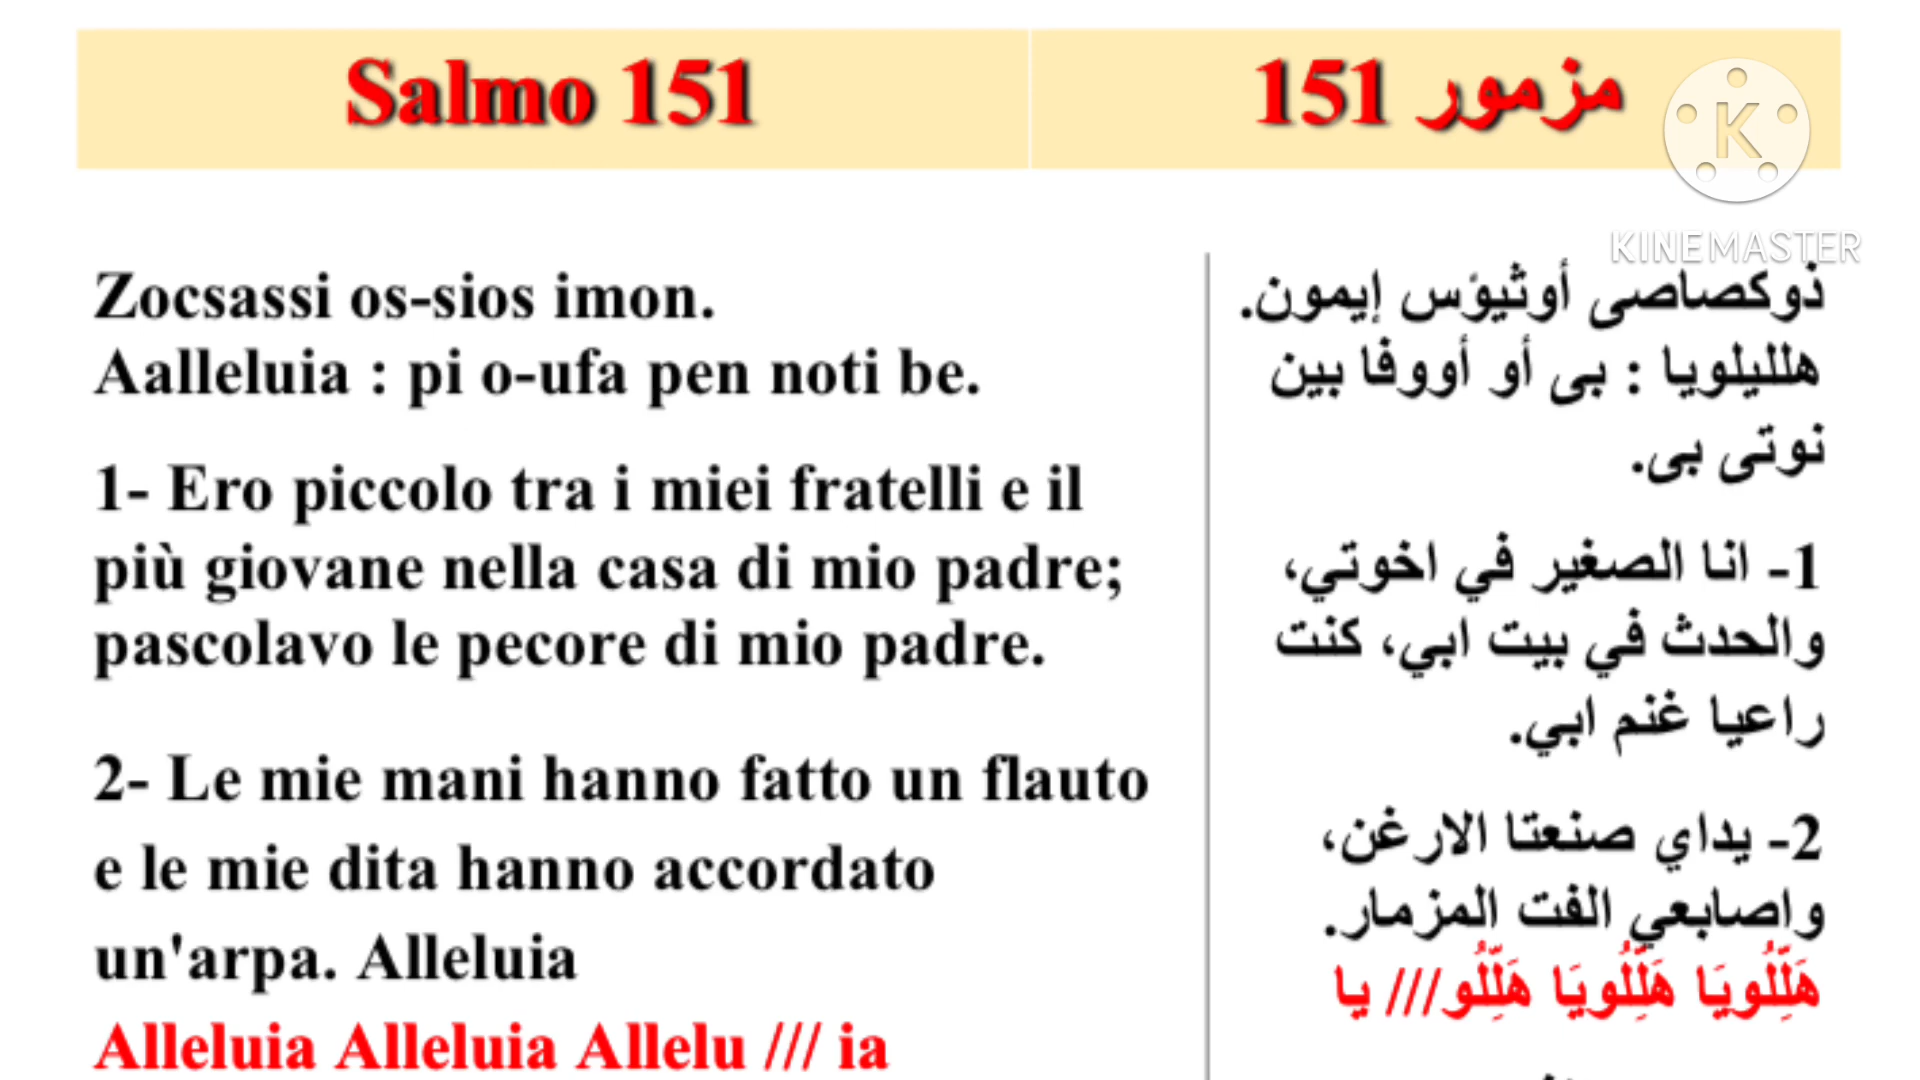 Salmo 151
مزمور 151
KINEMASTER
Zocsassi os-sios imon.
Aalleluia : pi o-ufa pen noti be.
1- Ero piccolo tra i miei fratelli e il
più giovane nella casa di mio padre;
pascolavo le pecore di mio padre.
2- Le mie mani hanno fatto un flauto
e le mie dita hanno accordato
un'arpa. Alleluia
Alleluia Alleluia Allelu /// ia
ذوكصاصى أوثيؤس إيمون.
هلليلويا : بى أو أووفا بين
نوتى بى.
1- انا الصغير في اخوتي،
والحدث في بيت ابي، كنت
راعيا غنم ابي.
2- يداي صنعتا الارغن،
واصابعي الفت المزمار.
هَلِّلُويَا هَلِّلُويَا هَلِّلُو/// يا